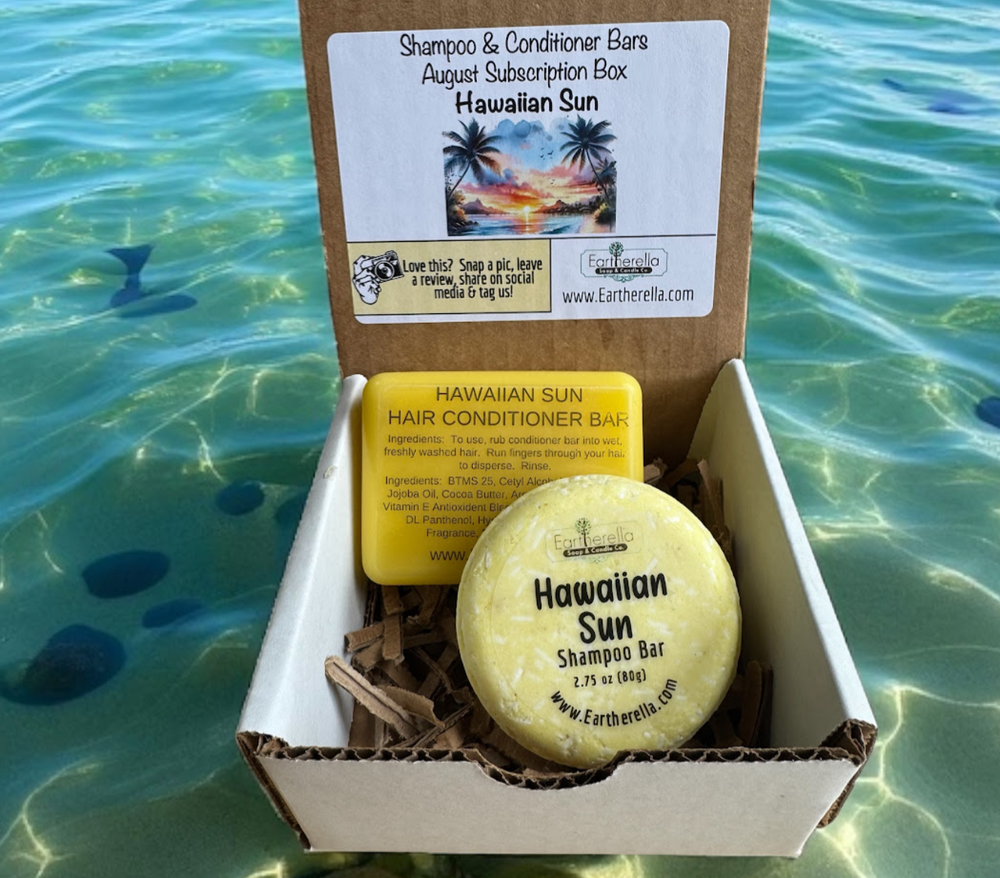 Shampoo & Conditioner Bars
August Subscription Box
Hawaiian Sun
Love this? Snap a pic, leave
a review, share on social
media & tag us!
Eartherella
Soap & Candle Co.
www.Eartherella.com
HAWAIIAN SUN
HAIR CONDITIONER BAR
Ingredients: To use, rub conditioner bar into wet,
freshly washed hair. Run fingers through your hair
to disperse. Rinse.
Ingredients: BTMS 25, Cetyl
Jojoba Oil, Cocoa Butter,
Vitamin E Antioxidant
DL Panthenol,
Fragrance
www.
Eartherella
Soap & Candle Co.
Hawaiian
Sun
Shampoo Bar
2.75 oz (80g)
www.Eartherella.com